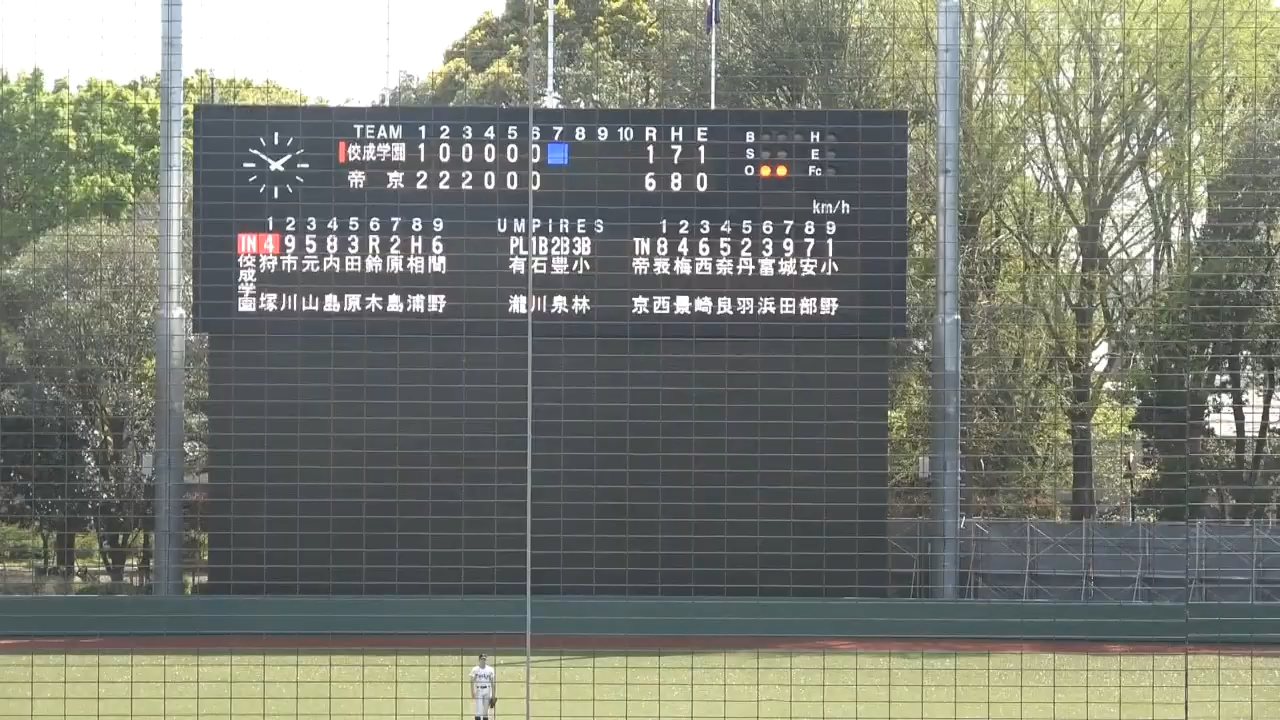 TEAM 1 2 3 4 5 6 7 8 9 10 R H E
佼成学園 1 0 0 0 0 0 1 7 1
帝京 2 2 2 0 0 0 6 8 0
B H
S E
O Fc
km/h
1 2 3 4 5 6 7 8 9 UMPIRES 1 2 3 4 5 6 7 8 9
IN 4 9 5 8 3 R 2 H 6 PL 1B 2B 3B TN 8 4 6 5 2 3 9 7 1
佼成学園 狩塚 市川 元山 内島 田原 鈴木 原島 相浦 間野 有瀧 石川 豊泉 小林 帝京 表西 梅景 西崎 奈良 丹羽 富浜 城田 安部 小野